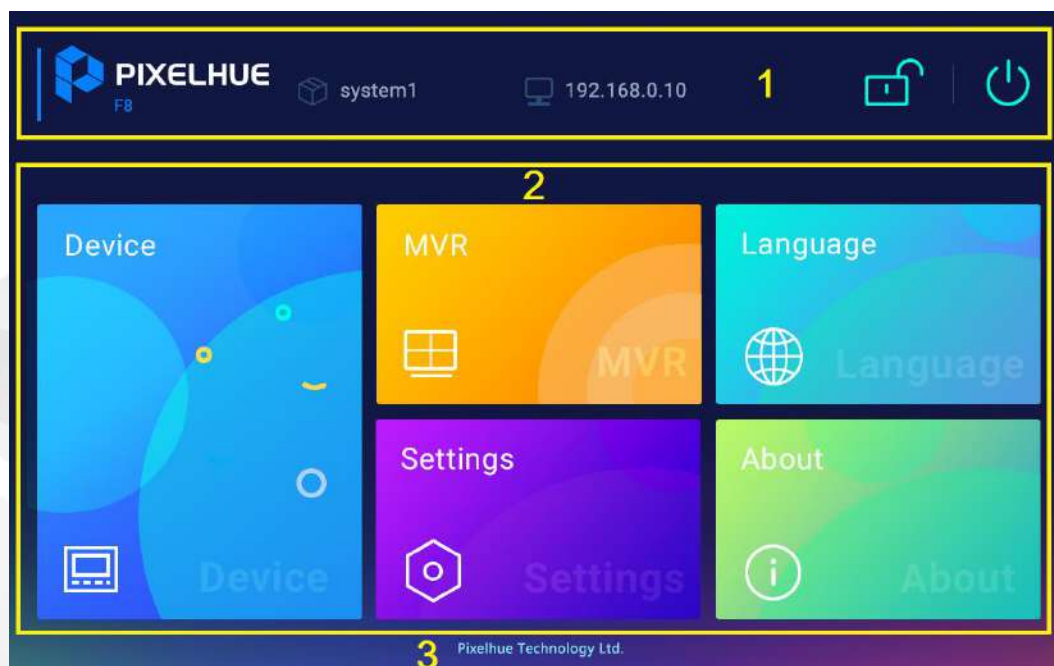 PIXELHUE
F8
system1
192.168.0.10
1
2
Device
MVR
Language
MVR
Language
Settings
About
Device
Settings
About
3
Pixelhue Technology Ltd.